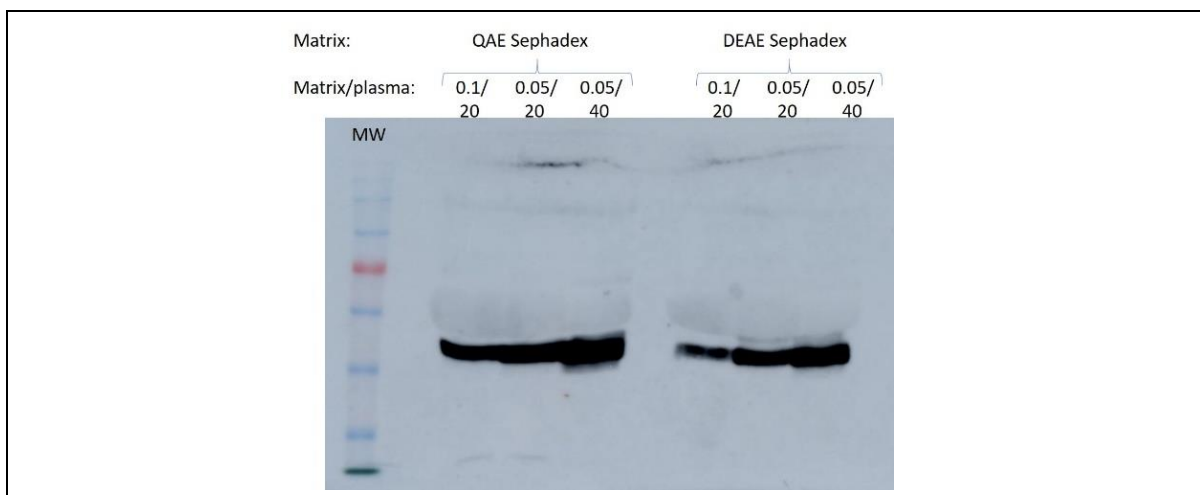 Matrix: QAE Sephadex DEAE Sephadex
Matrix/plasma: 0.1/ 0.05/ 0.05/ 0.1/ 0.05/ 0.05/
20 20 40 20 20 40
MW